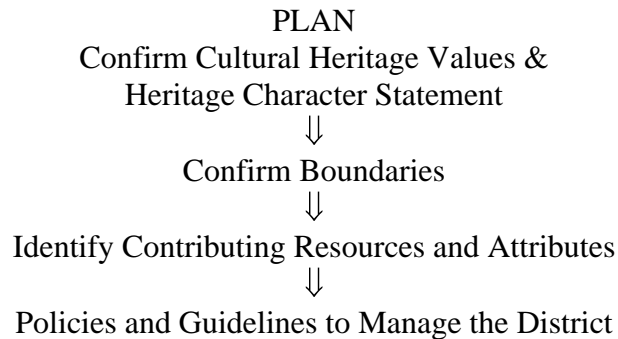 PLAN
Confirm Cultural Heritage Values &
Heritage Character Statement
⇓
Confirm Boundaries
⇓
Identify Contributing Resources and Attributes
⇓
Policies and Guidelines to Manage the District